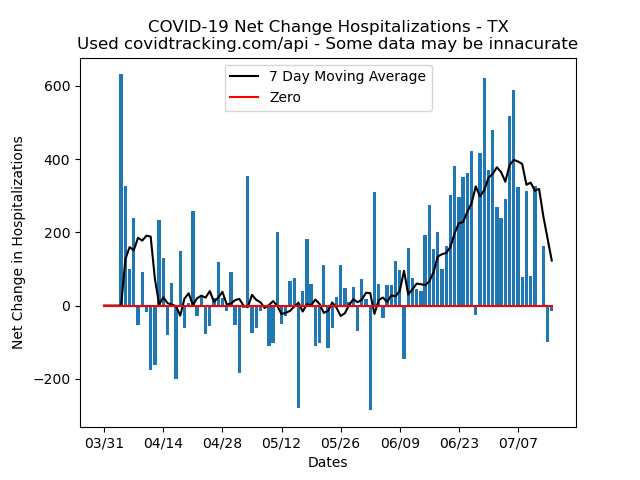 COVID-19 Net Change Hospitalizations - TX
Used covidtracking.com/api - Some data may be innacurate
7 Day Moving Average
Zero
Net Change in Hospitalizations
600
400
200
0
−200
03/31 04/14 04/28 05/12 05/26 06/09 06/23 07/07
Dates